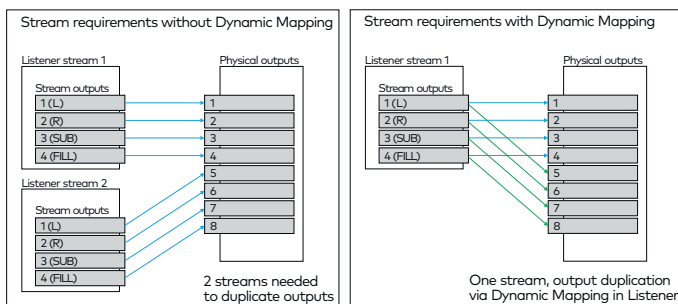 Stream requirements without Dynamic Mapping
Listener stream 1
Stream outputs
1 (L)
2 (R)
3 (SUB)
4 (FILL)
Listener stream 2
Stream outputs
1 (L)
2 (R)
3 (SUB)
4 (FILL)
Physical outputs
1
2
3
4
5
6
7
8
2 streams needed
to duplicate outputs
Stream requirements with Dynamic Mapping
Listener stream 1
Stream outputs
1 (L)
2 (R)
3 (SUB)
4 (FILL)
Physical outputs
1
2
3
4
5
6
7
8
One stream, output duplication
via Dynamic Mapping in Listener